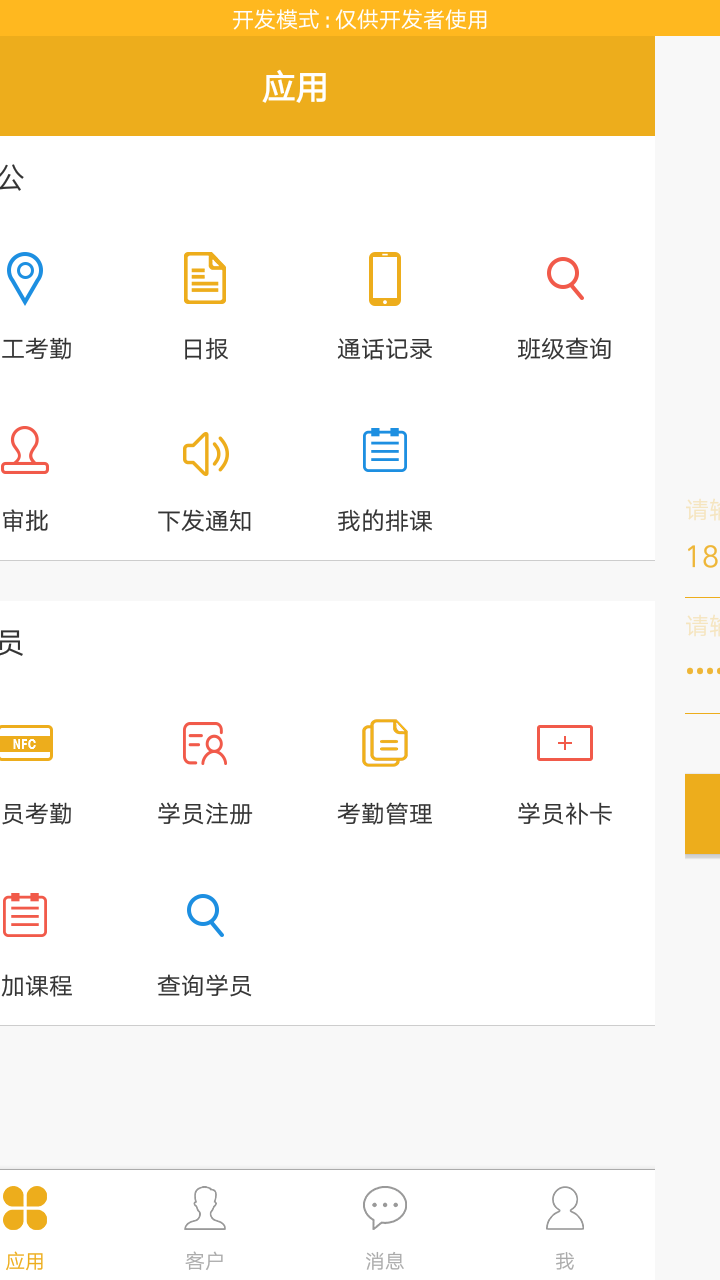 开发模式 : 仅供开发者使用
应用
公
工考勤 日报 通话记录 班级查询
审批 下发通知 我的排课
请输
18
请输
员
NFC
员考勤 学员注册 考勤管理 学员补卡
加课程 查询学员
应用 客户 消息 我